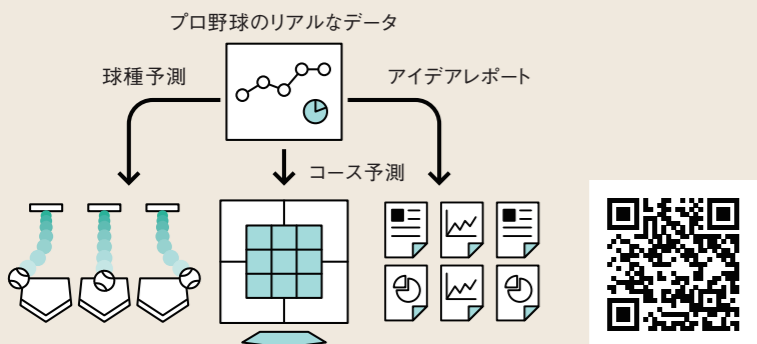 プロ野球のリアルなデータ
球種予測
アイデアレポート
コース予測